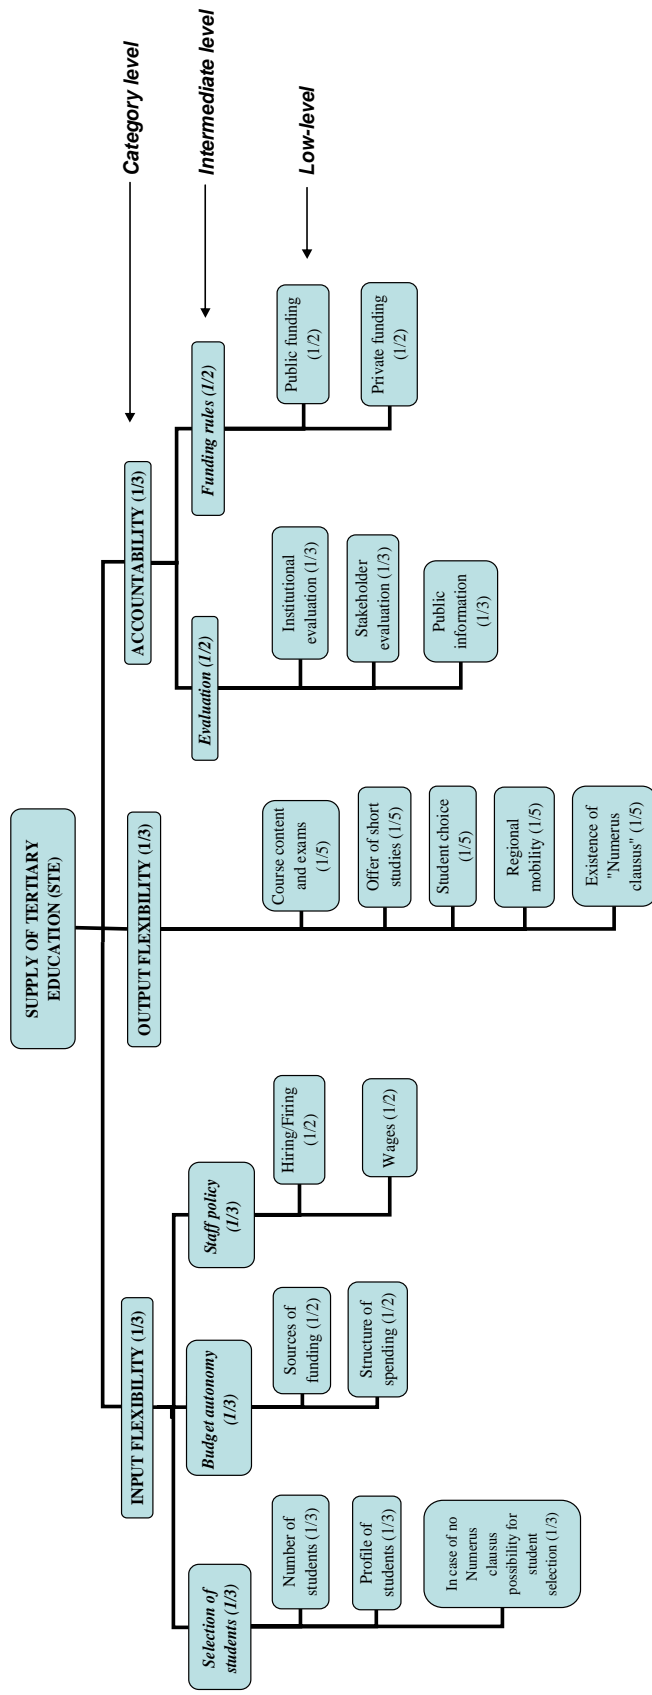 SUPPLY OF TERTIARY
EDUCATION (STE)
Category level
INPUT FLEXIBILITY (1/3)
OUTPUT FLEXIBILITY (1/3)
ACCOUNTABILITY (1/3)
Intermediate level
Selection of
students (1/3)
Budget autonomy
(1/3)
Staff policy
(1/3)
Evaluation (1/2)
Funding rules (1/2)
Low-level
Number of
students (1/3)
Profile of
students (1/3)
In case of no
Numerus
clausus
possibility for
student
selection (1/3)
Sources of
funding (1/2)
Structure of
spending (1/2)
Hiring/Firing
(1/2)
Wages (1/2)
Course content
and exams
(1/5)
Offer of short
studies (1/5)
Student choice
(1/5)
Regional
mobility (1/5)
Existence of
"Numerus
clausus" (1/5)
Institutional
evaluation (1/3)
Stakeholder
evaluation (1/3)
Public
information
(1/3)
Public funding
(1/2)
Private funding
(1/2)